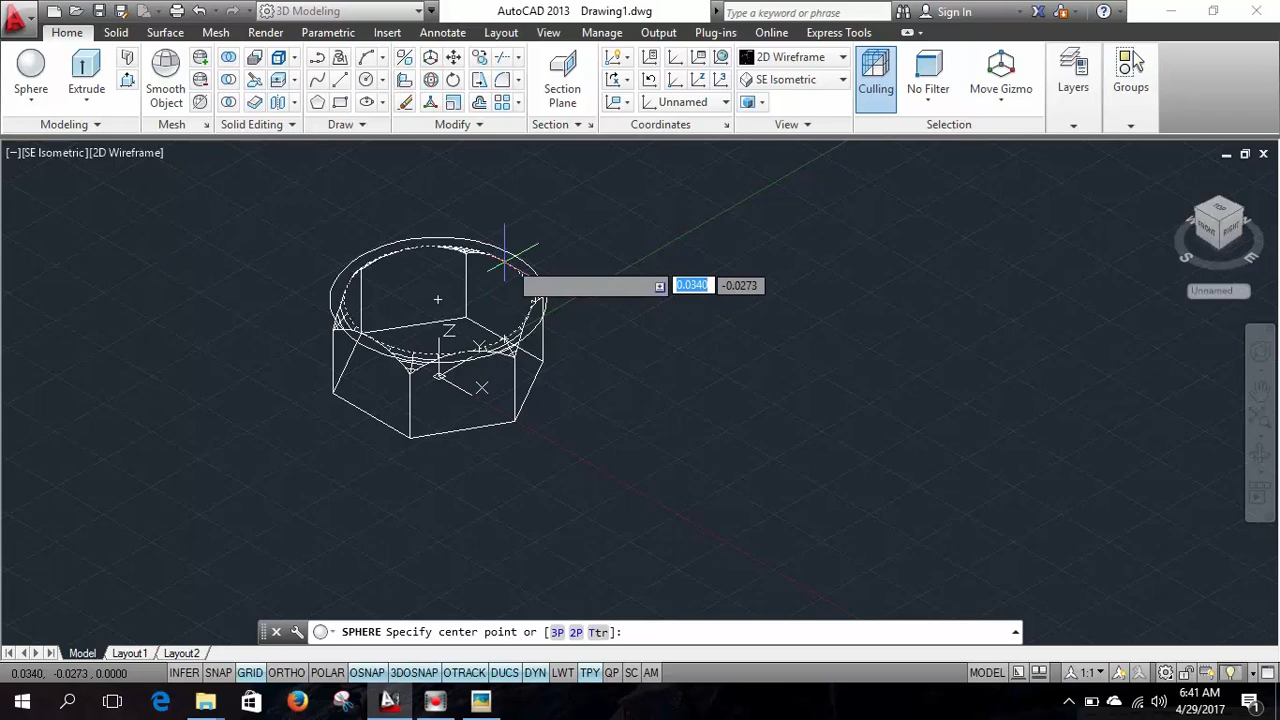 3D Modeling
AutoCAD 2013 Drawing1.dwg
Type a keyword or phrase
Sign In
Home Solid Surface Mesh Render Parametric Insert Annotate Layout View Manage Output Plug-ins Online Express Tools
Sphere
Extrude
Smooth Object
Section Plane
2D Wireframe
SE Isometric
Unnamed
Culling
No Filter
Move Gizmo
Layers
Groups
Modeling
Mesh
Solid Editing
Draw
Modify
Section
Coordinates
View
Selection
[−][SE Isometric][2D Wireframe]
TOP
FRONT
RIGHT
W
N
S
E
Unnamed
0.0340
-0.0273
Z
Y
X
SPHERE Specify center point or [3P 2P Ttr]:
Model Layout1 Layout2
0.0340, -0.0273, 0.0000
INFER SNAP GRID ORTHO POLAR OSNAP 3DOSNAP OTRACK DUCS DYN LWT TPY QP SC AM
MODEL
1:1
6:41 AM
4/29/2017